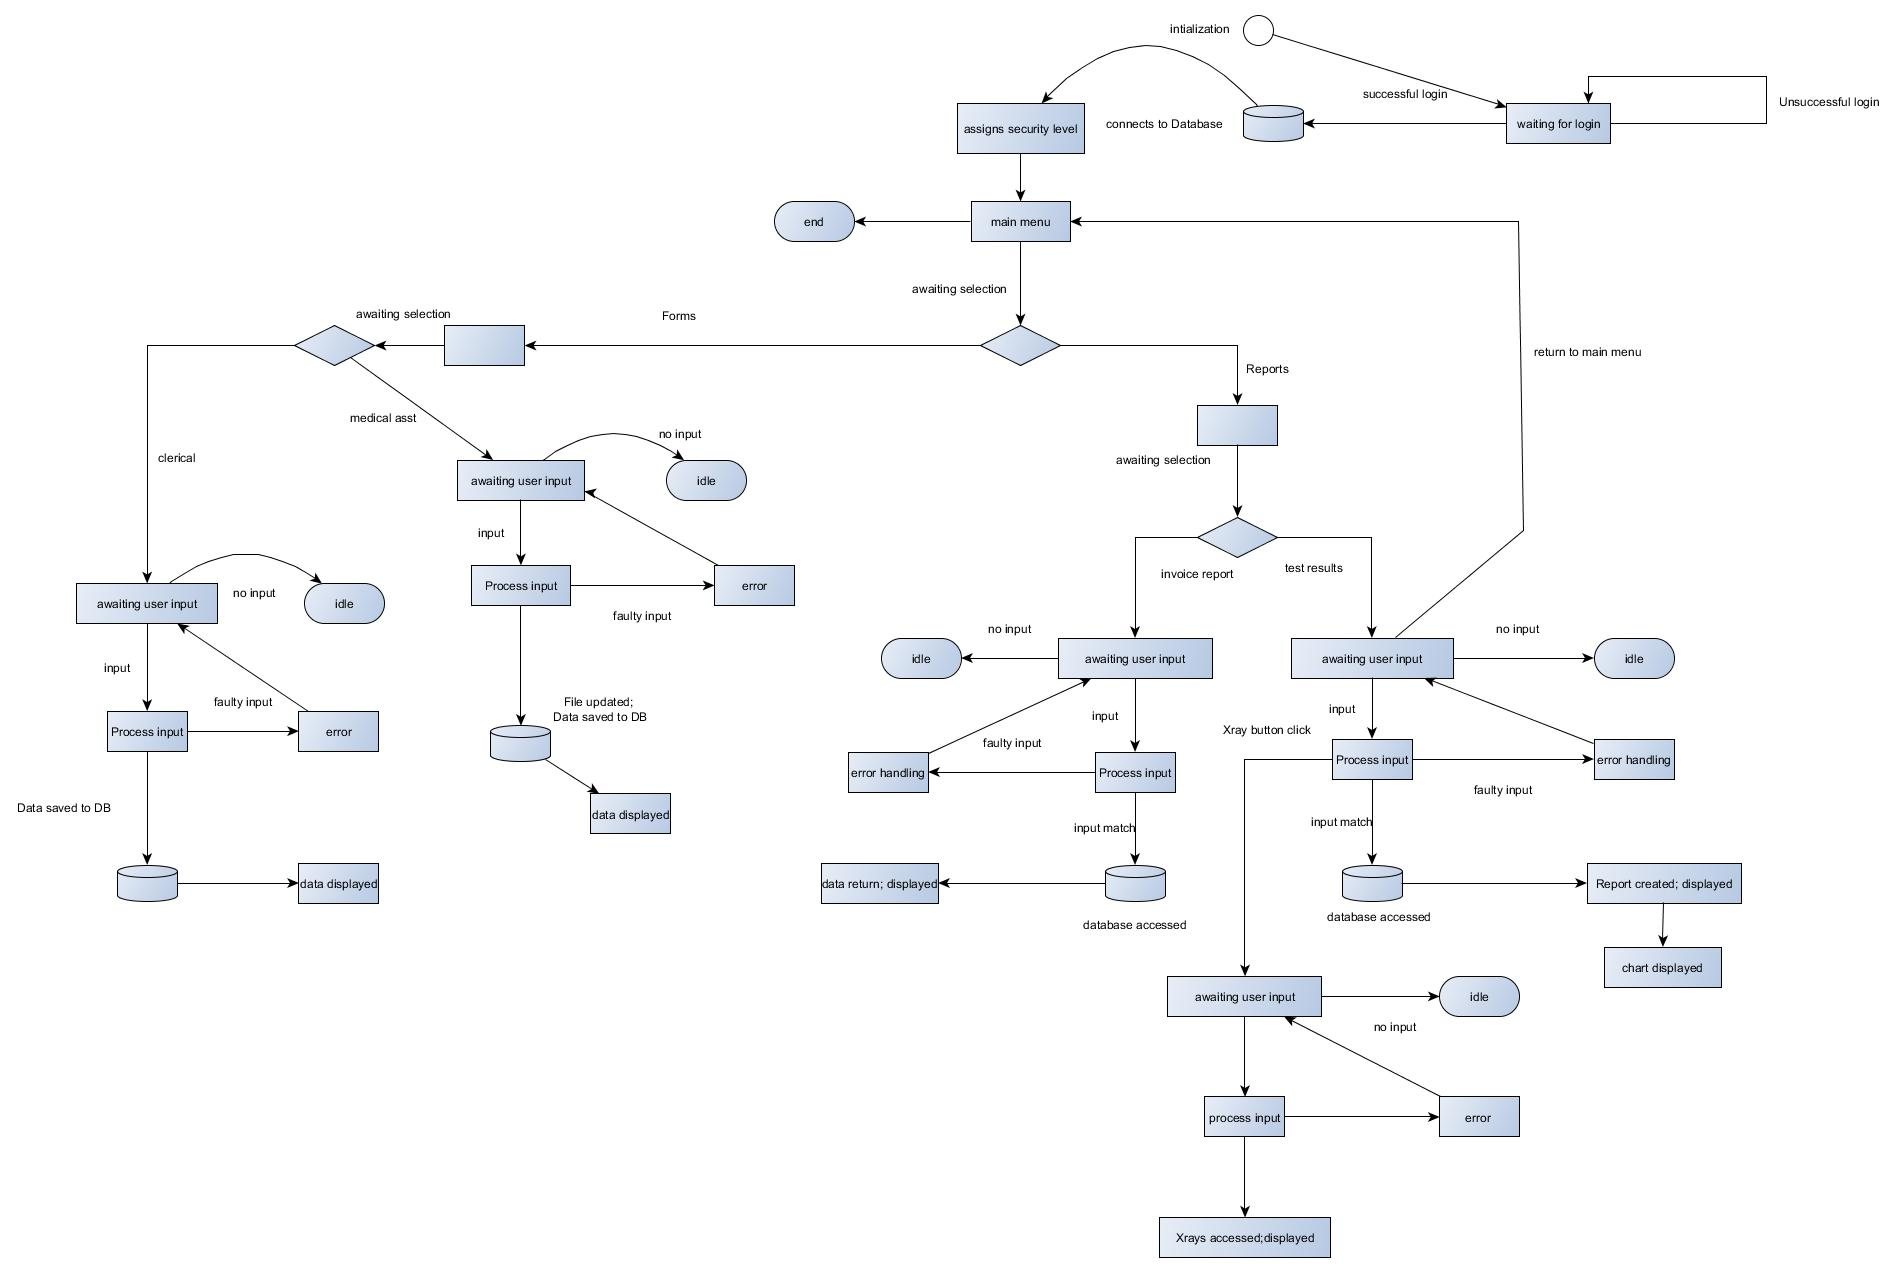 intialization
successful login
Unsuccessful login
assigns security level
connects to Database
waiting for login
end
main menu
awaiting selection
awaiting selection
Forms
return to main menu
Reports
medical asst
no input
clerical
awaiting selection
awaiting user input
idle
input
invoice report
test results
Process input
error
no input
awaiting user input
idle
faulty input
no input
no input
input
idle
awaiting user input
awaiting user input
idle
faulty input
File updated;
Data saved to DB
input
input
Process input
error
Xray button click
faulty input
error handling
Process input
Process input
error handling
faulty input
Data saved to DB
data displayed
input match
input match
data displayed
data return; displayed
Report created; displayed
database accessed
database accessed
chart displayed
awaiting user input
idle
no input
process input
error
Xrays accessed;displayed